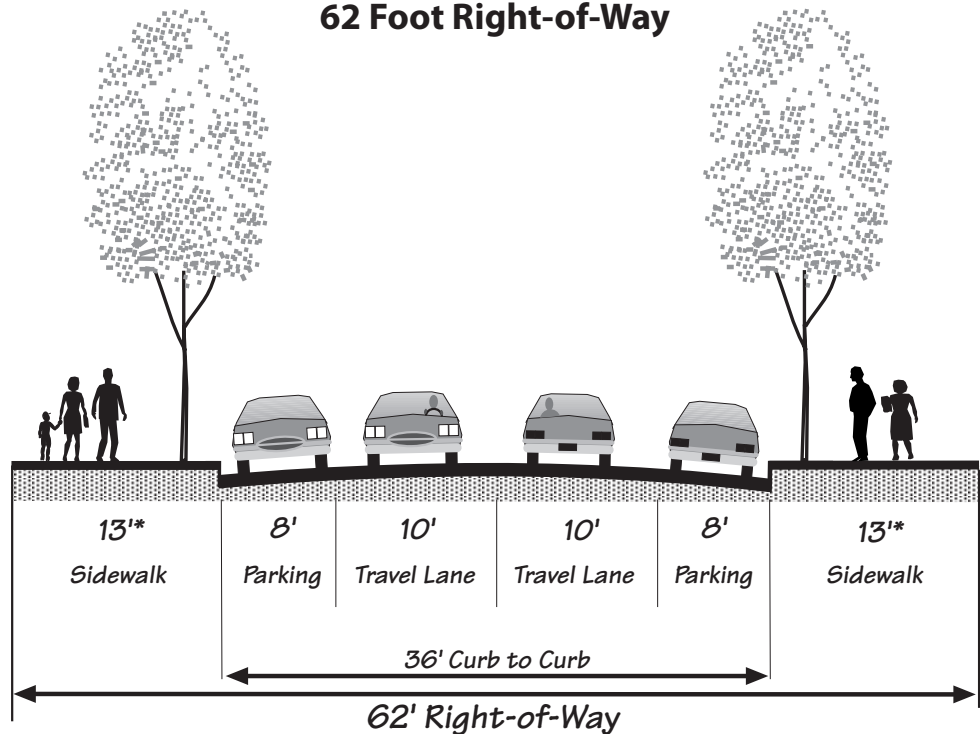 62 Foot Right-of-Way
13'* 8' 10' 10' 8' 13'*
Sidewalk Parking Travel Lane Travel Lane Parking Sidewalk
36' Curb to Curb
62' Right-of-Way